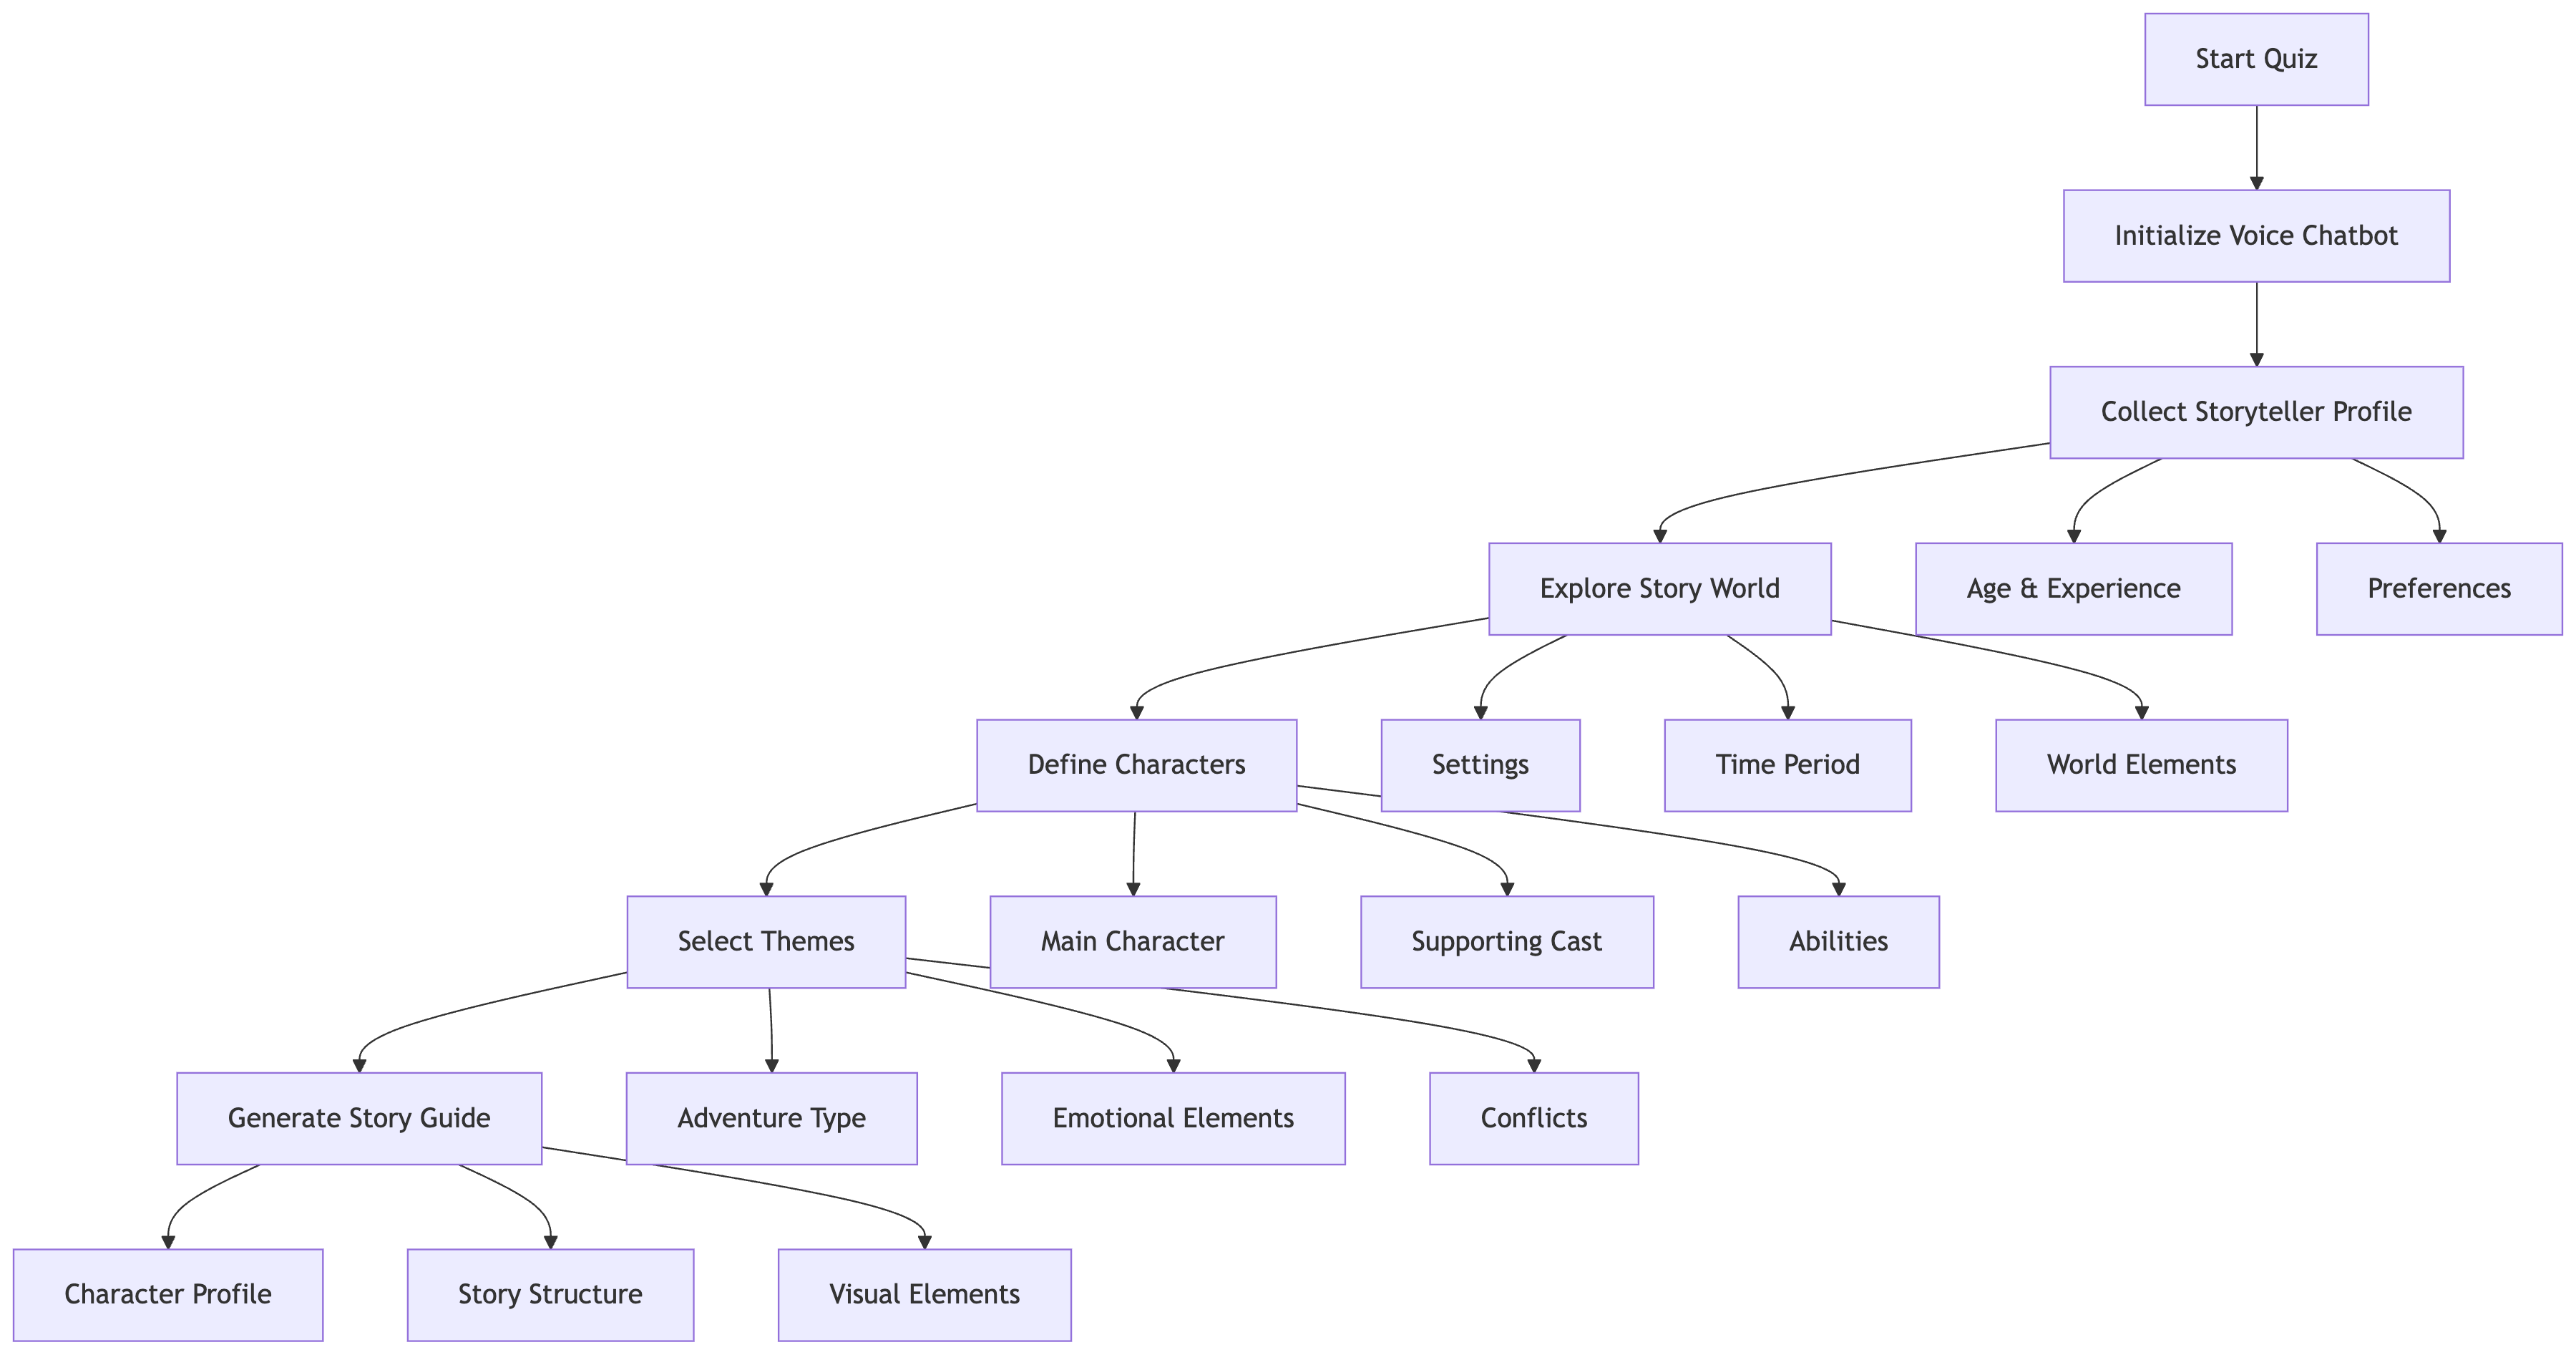 Start Quiz
Initialize Voice Chatbot
Collect Storyteller Profile
Explore Story World
Age & Experience
Preferences
Define Characters
Settings
Time Period
World Elements
Select Themes
Main Character
Supporting Cast
Abilities
Generate Story Guide
Adventure Type
Emotional Elements
Conflicts
Character Profile
Story Structure
Visual Elements